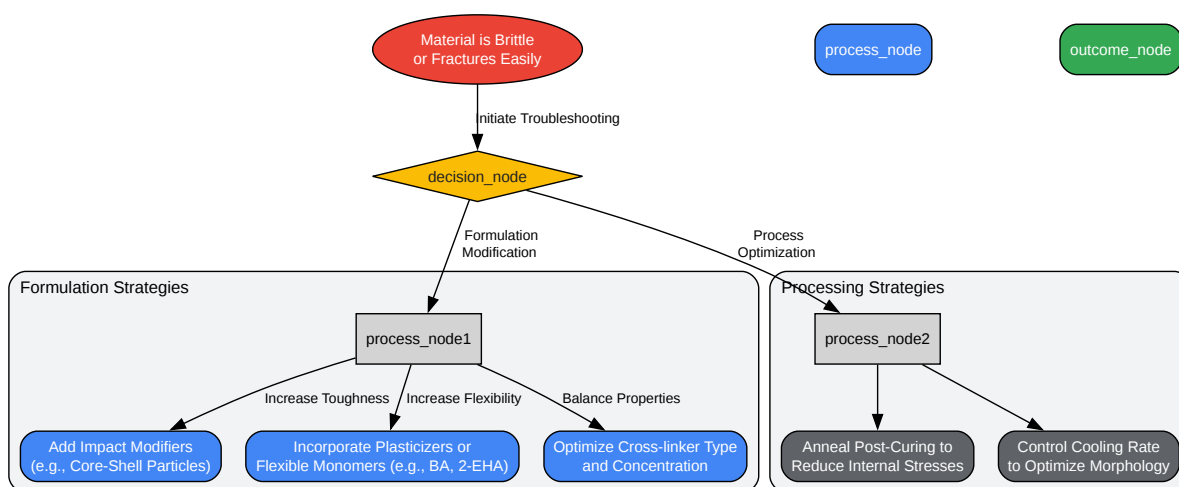 Material is Brittle
or Fractures Easily
process_node
outcome_node
Initiate Troubleshooting
decision_node
Formulation
Modification
Process
Optimization
Formulation Strategies
Processing Strategies
process_node1
process_node2
Increase Toughness
Increase Flexibility
Balance Properties
Add Impact Modifiers
(e.g., Core-Shell Particles)
Incorporate Plasticizers or
Flexible Monomers (e.g., BA, 2-EHA)
Optimize Cross-linker Type
and Concentration
Anneal Post-Curing to
Reduce Internal Stresses
Control Cooling Rate
to Optimize Morphology